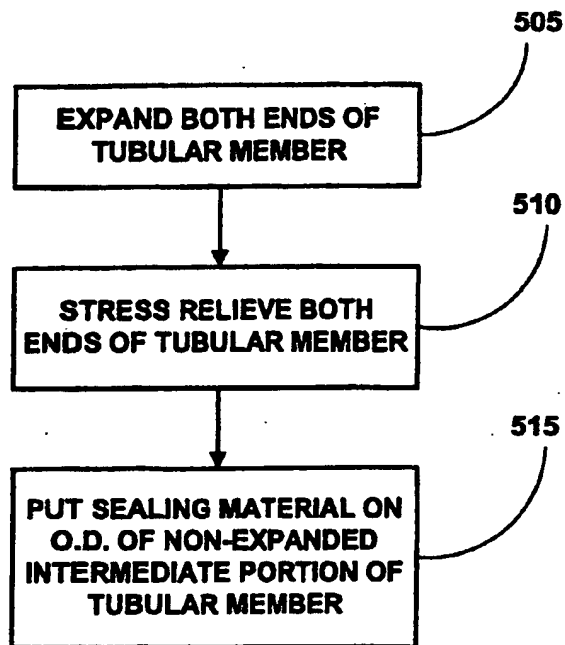 505
EXPAND BOTH ENDS OF
TUBULAR MEMBER
510
STRESS RELIEVE BOTH
ENDS OF TUBULAR MEMBER
515
PUT SEALING MATERIAL ON
O.D. OF NON-EXPANDED
INTERMEDIATE PORTION OF
TUBULAR MEMBER